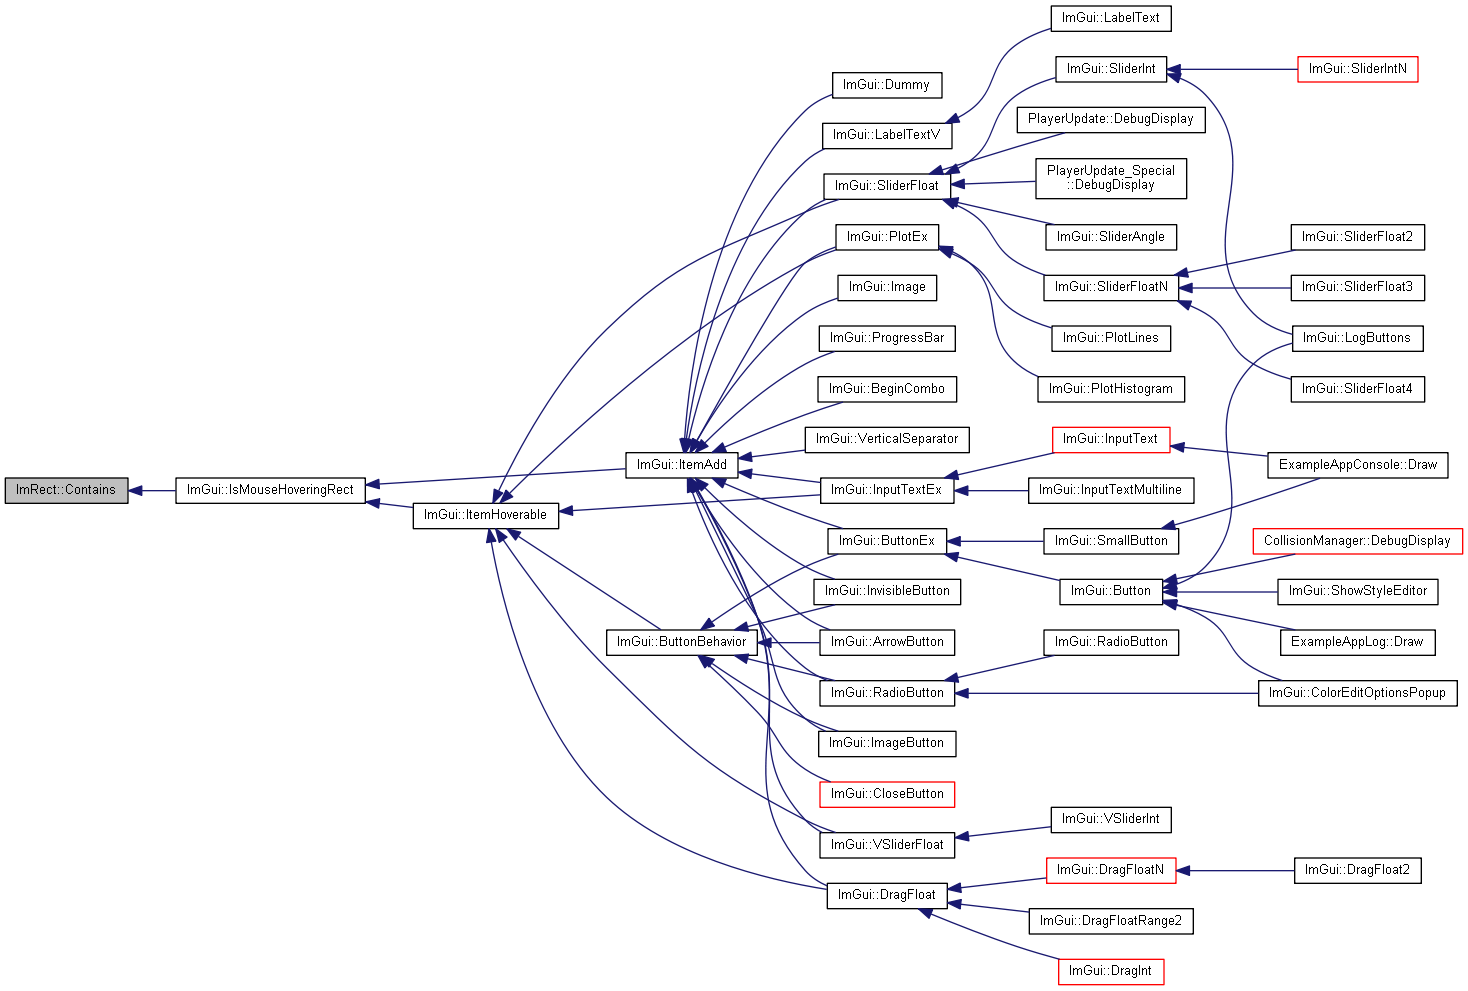 ImRect::Contains
ImGui::IsMouseHoveringRect
ImGui::ItemAdd
ImGui::ItemHoverable
ImGui::ButtonBehavior
ImGui::Dummy
ImGui::LabelTextV
ImGui::SliderFloat
ImGui::PlotEx
ImGui::Image
ImGui::ProgressBar
ImGui::BeginCombo
ImGui::VerticalSeparator
ImGui::InputTextEx
ImGui::ButtonEx
ImGui::InvisibleButton
ImGui::ArrowButton
ImGui::RadioButton
ImGui::ImageButton
ImGui::CloseButton
ImGui::VSliderFloat
ImGui::DragFloat
ImGui::LabelText
ImGui::SliderInt
PlayerUpdate::DebugDisplay
PlayerUpdate_Special
::DebugDisplay
ImGui::SliderAngle
ImGui::SliderFloatN
ImGui::PlotLines
ImGui::PlotHistogram
ImGui::InputText
ImGui::InputTextMultiline
ImGui::SmallButton
ImGui::Button
ImGui::RadioButton
ImGui::VSliderInt
ImGui::DragFloatN
ImGui::DragFloatRange2
ImGui::DragInt
ImGui::SliderIntN
ImGui::SliderFloat2
ImGui::SliderFloat3
ImGui::LogButtons
ImGui::SliderFloat4
ExampleAppConsole::Draw
CollisionManager::DebugDisplay
ImGui::ShowStyleEditor
ExampleAppLog::Draw
ImGui::ColorEditOptionsPopup
ImGui::DragFloat2